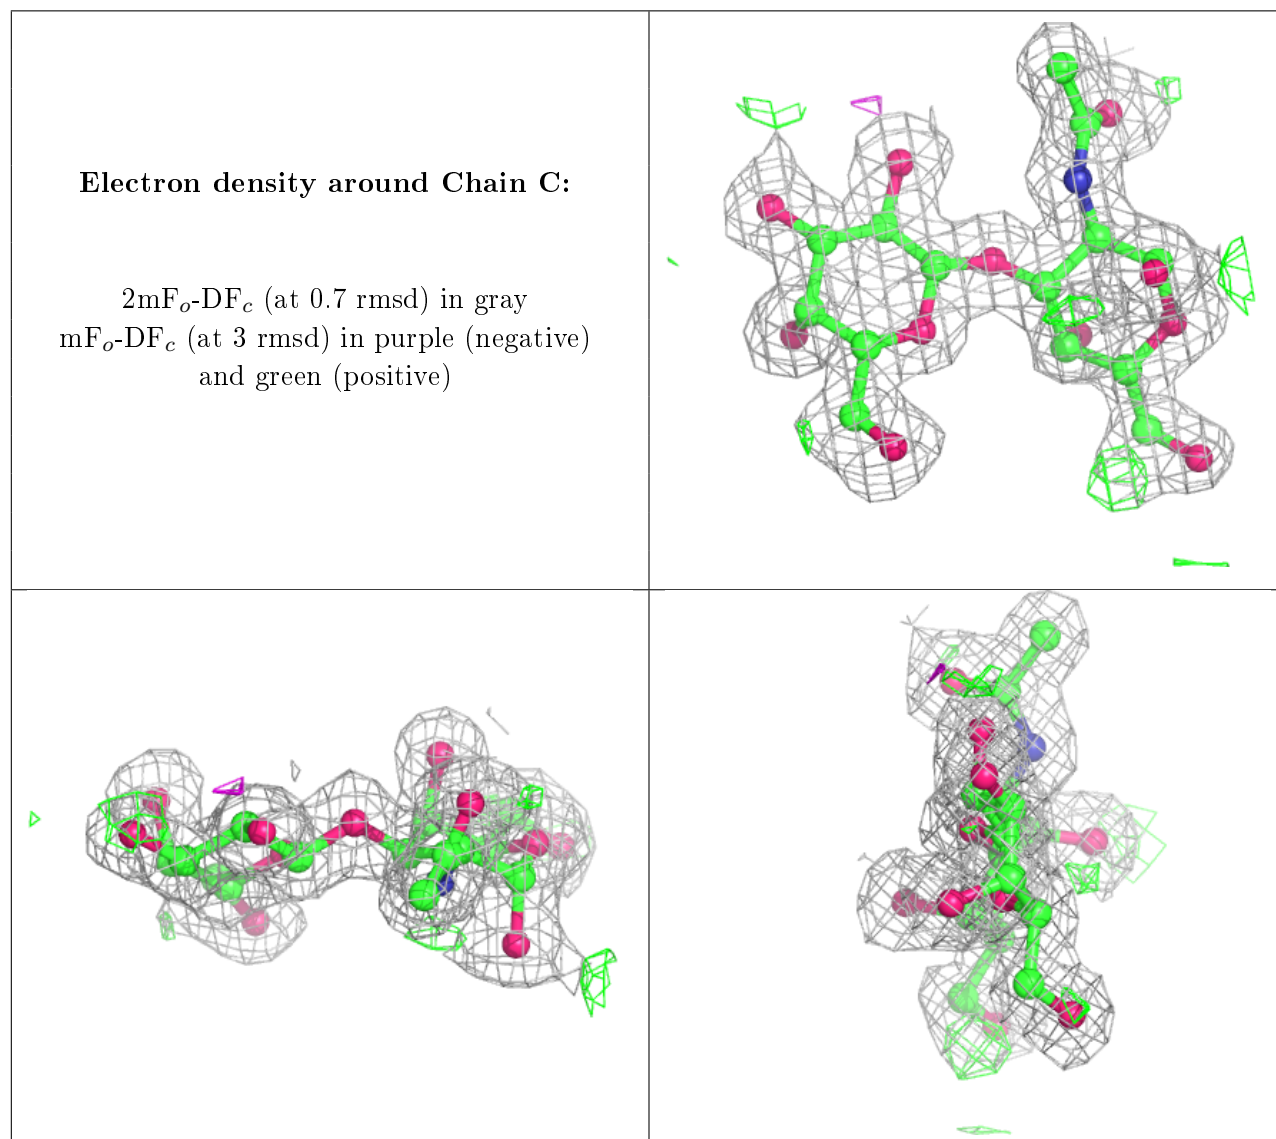 Electron density around Chain C:
2mFₒ-DF𝒸 (at 0.7 rmsd) in gray
mFₒ-DF𝒸 (at 3 rmsd) in purple (negative)
and green (positive)